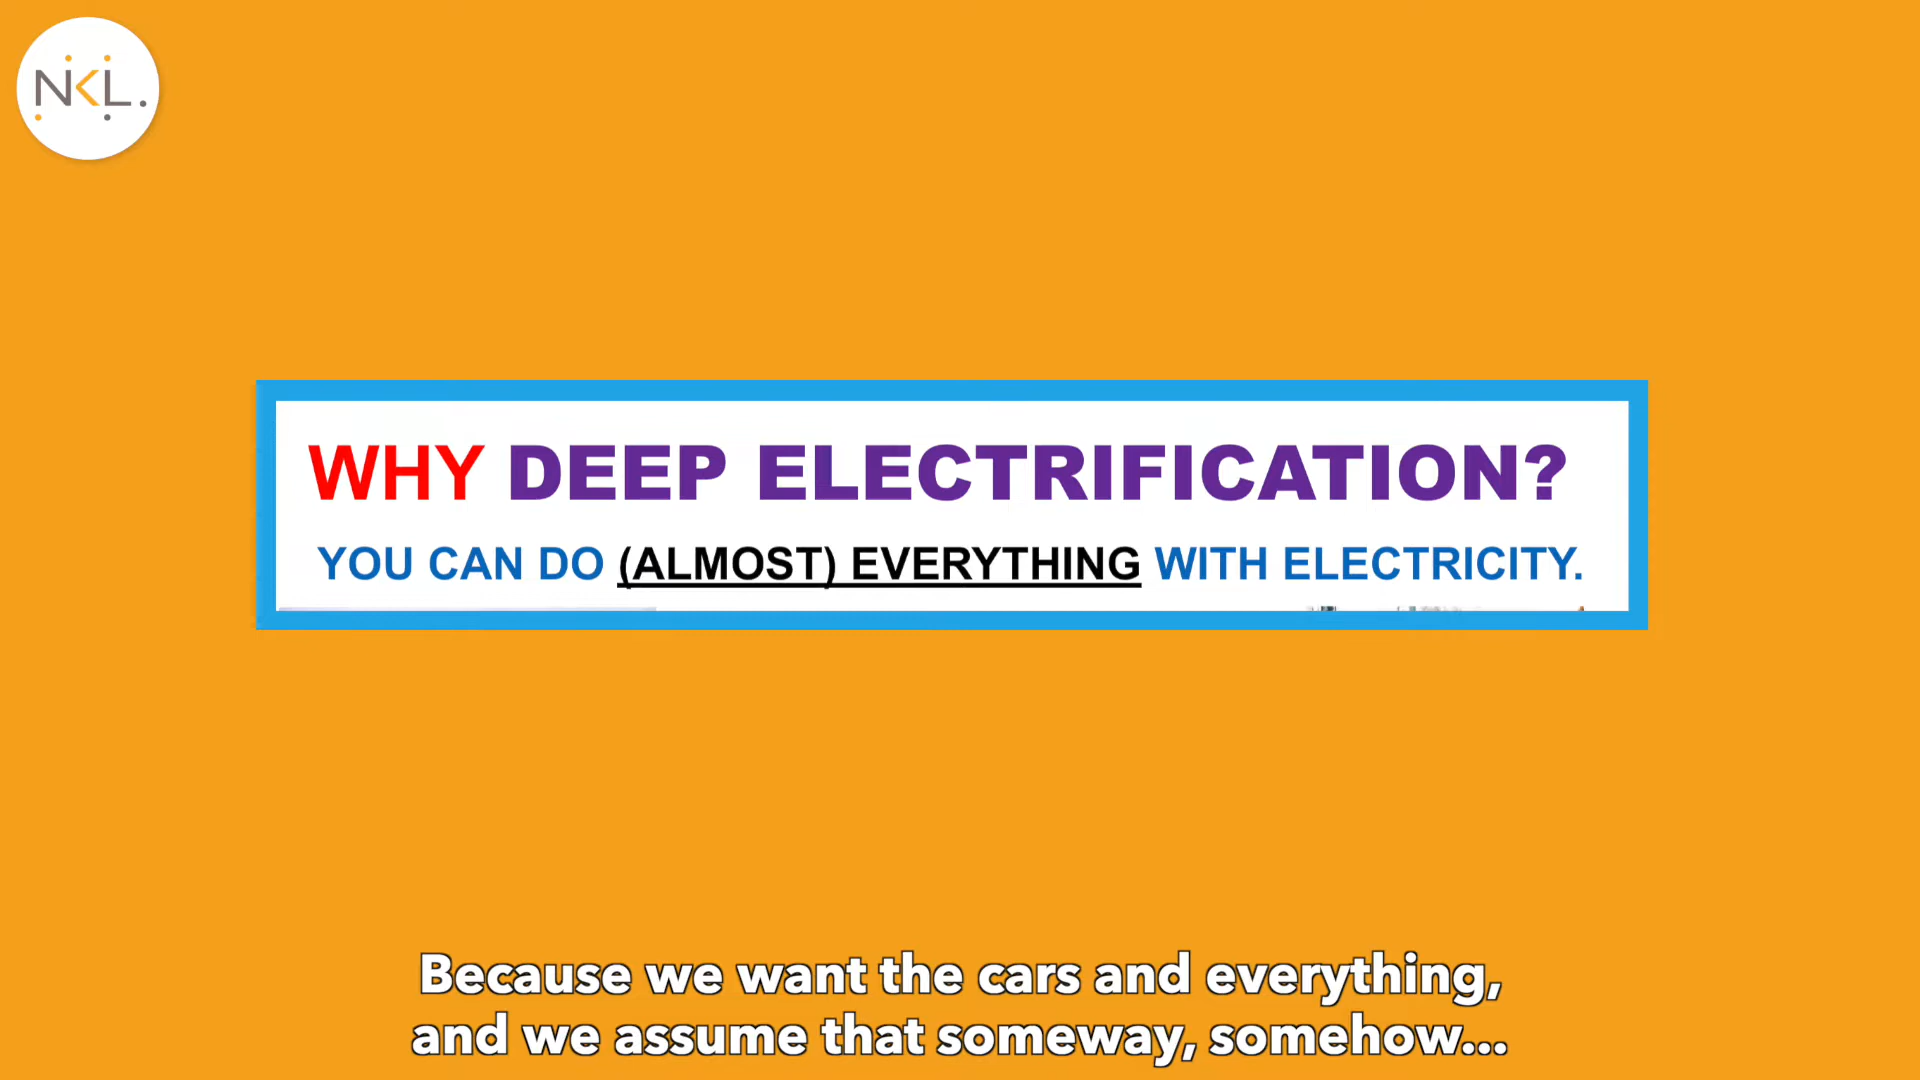 NKL.
WHY DEEP ELECTRIFICATION?
YOU CAN DO (ALMOST) EVERYTHING WITH ELECTRICITY.
Because we want the cars and everything,
and we assume that someway, somehow...